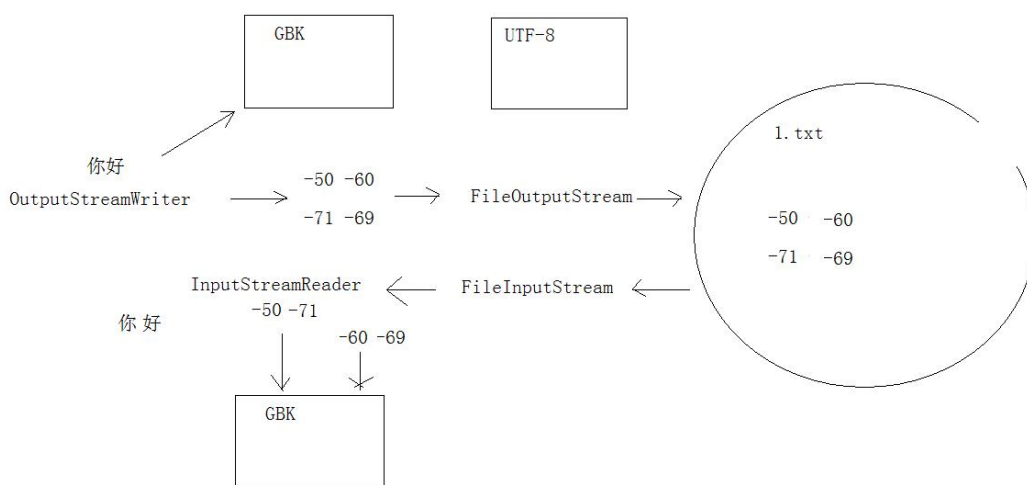 GBK
UTF-8
1.txt
你好
OutputStreamWriter
-50 -60
-71 -69
FileOutputStream
-50 -60
-71 -69
InputStreamReader
FileInputStream
-50 -71
你 好
-60 -69
GBK